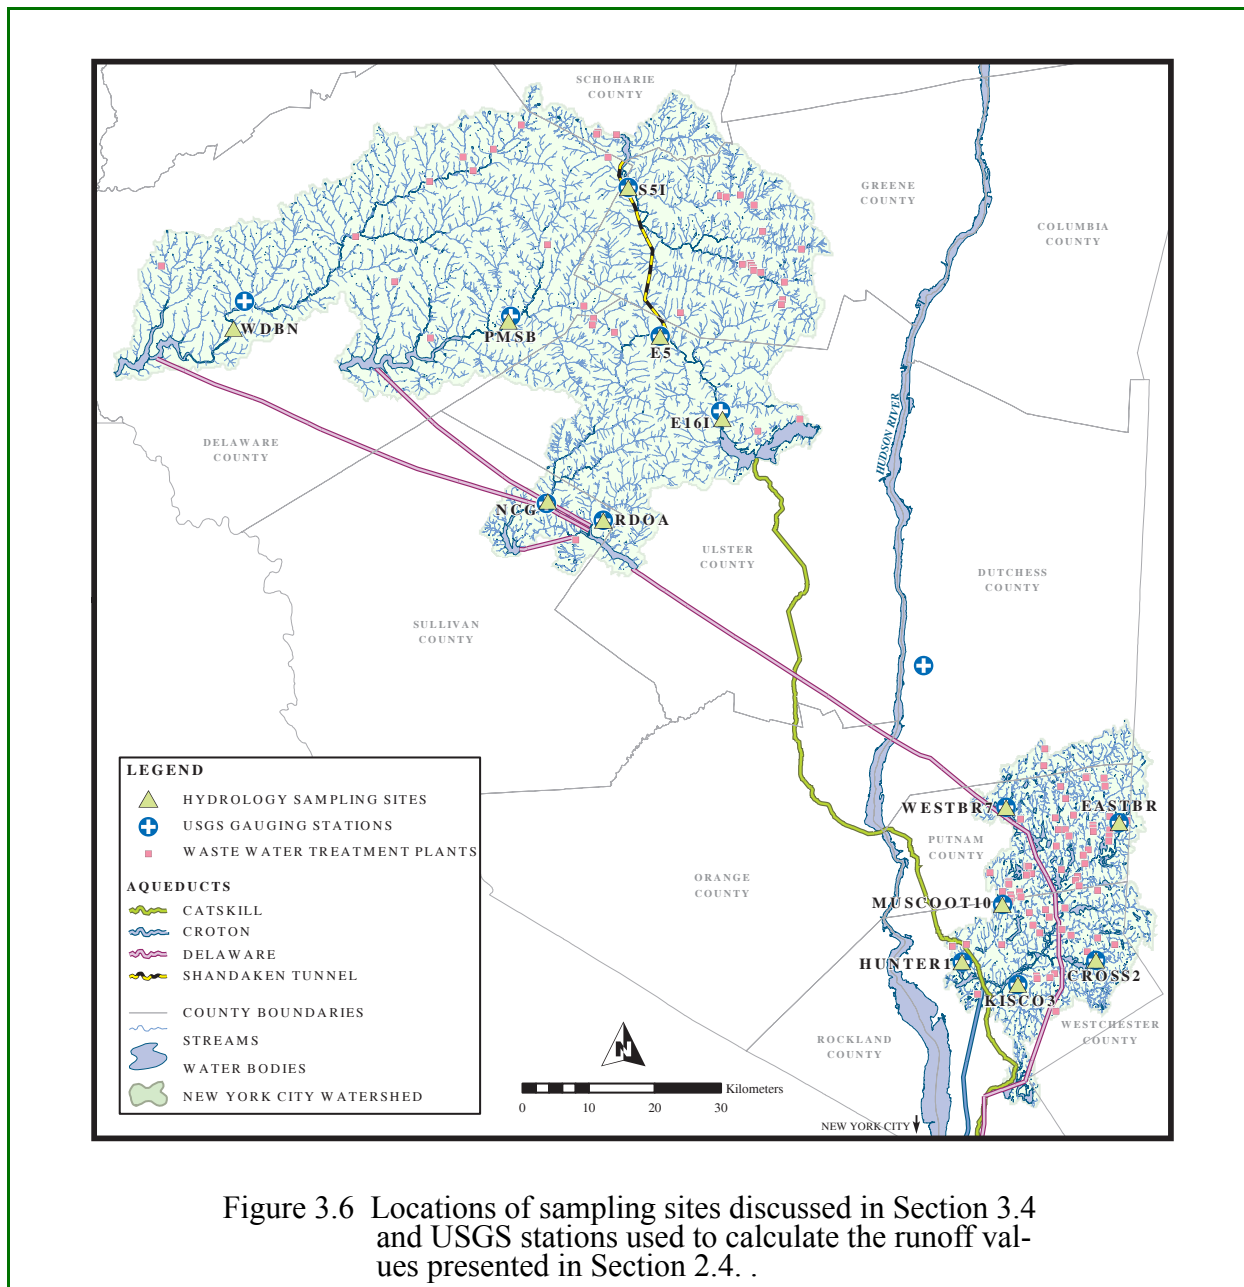 SCHOHARIE
COUNTY
GREENE
COUNTY
COLUMBIA
COUNTY
S5I
WDBN
PMSB
E5
E16I
HUDSON RIVER
DELAWARE
COUNTY
NCG
RDOA
ULSTER
COUNTY
DUTCHESS
COUNTY
SULLIVAN
COUNTY
LEGEND
HYDROLOGY SAMPLING SITES
USGS GAUGING STATIONS
WASTE WATER TREATMENT PLANTS
AQUEDUCTS
CATSKILL
CROTON
DELAWARE
SHANDAKEN TUNNEL
COUNTY BOUNDARIES
STREAMS
WATER BODIES
NEW YORK CITY WATERSHED
WESTBR7
EASTBR
PUTNAM
COUNTY
ORANGE
COUNTY
MUSCOOT10
HUNTER1
CROSS2
KISCO3
WESTCHESTER
COUNTY
ROCKLAND
COUNTY
N
Kilometers
0 10 20 30
NEW YORK CITY
Figure 3.6 Locations of sampling sites discussed in Section 3.4
and USGS stations used to calculate the runoff val-
ues presented in Section 2.4. .